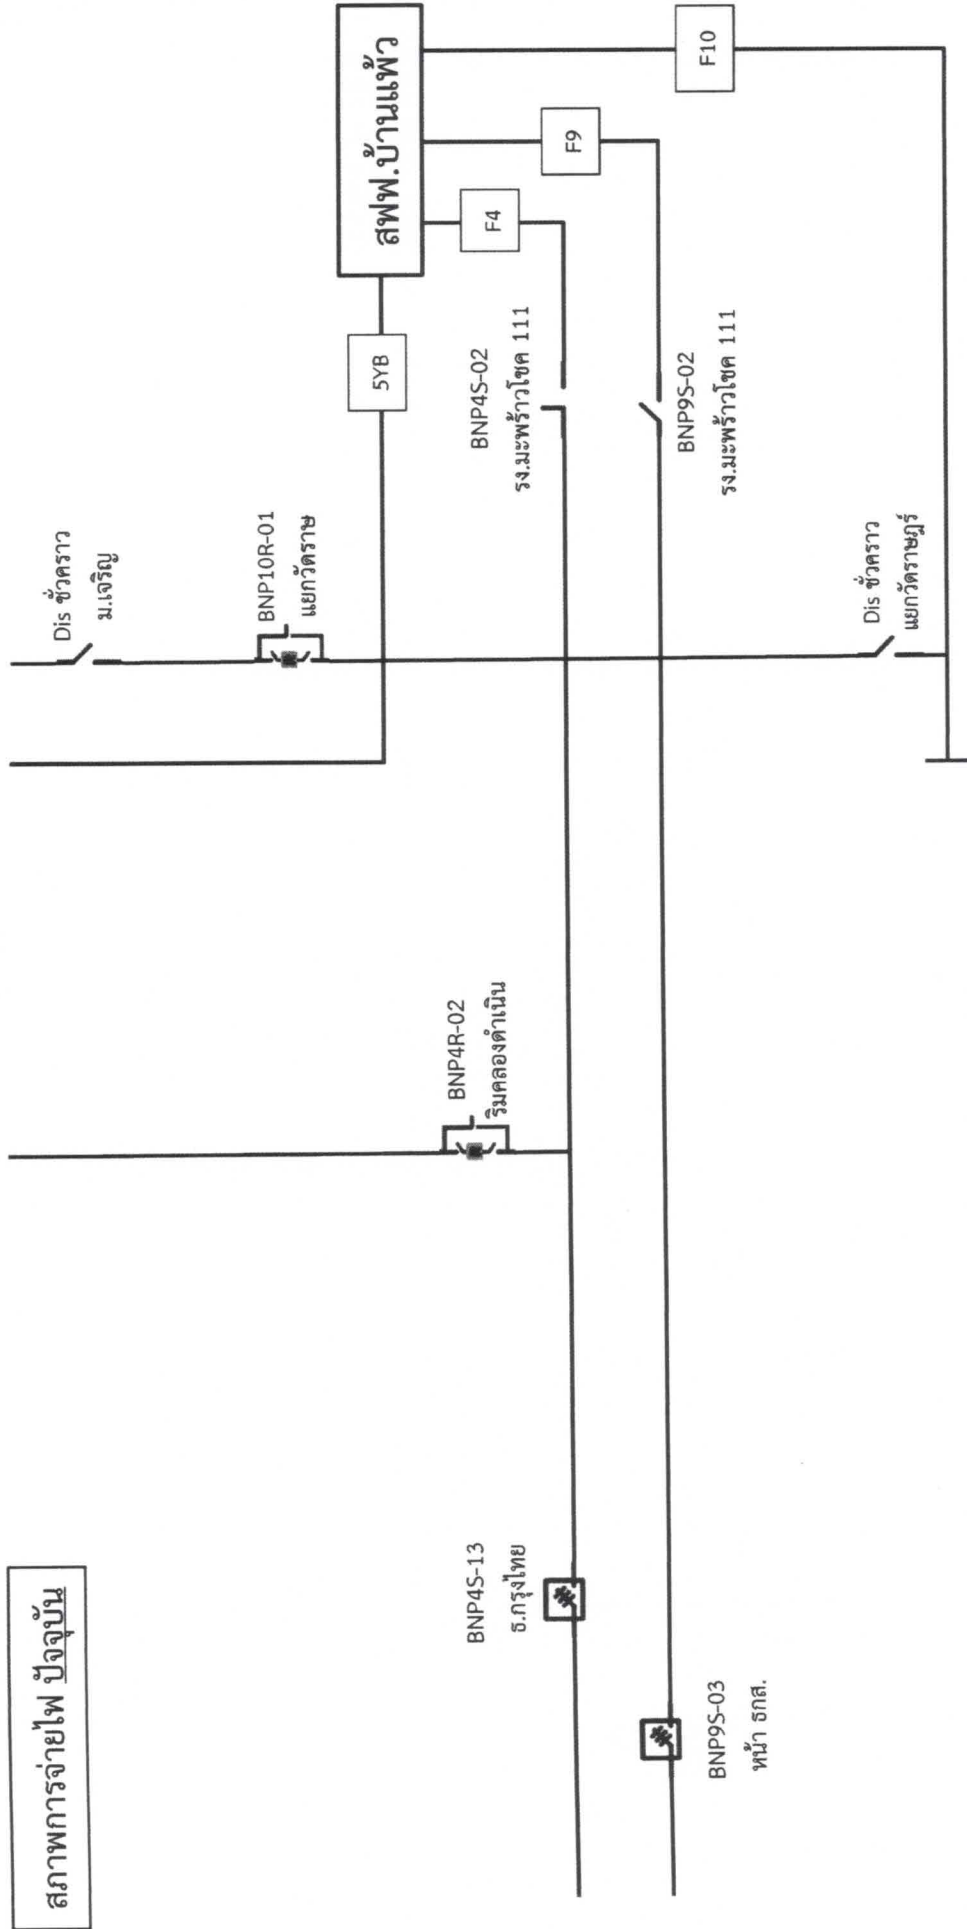 สภาพการจ่ายไฟ ปัจจุบัน
สฟฟ.บ้านแพ้ว
5YB
F4
F9
F10
Dis ชั่วคราว
ม.เจริญ
BNP10R-01
แยกวัดราษ
BNP4R-02
ริมคลองดำเนิน
BNP4S-02
รง.มะพร้าวโชค 111
BNP9S-02
รง.มะพร้าวโชค 111
Dis ชั่วคราว
แยกวัดราษฎร์
BNP4S-13
ธ.กรุงไทย
BNP9S-03
หน้า ธกส.